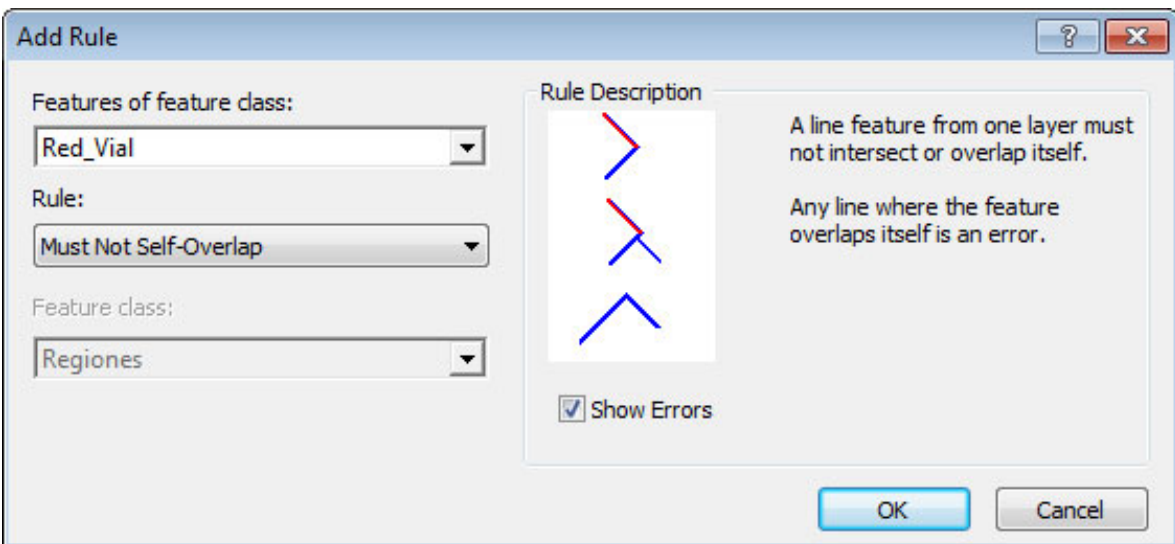 Add Rule
Features of feature class:
Red_Vial
Rule:
Must Not Self-Overlap
Feature class:
Regiones
Rule Description
A line feature from one layer must
not intersect or overlap itself.
Any line where the feature
overlaps itself is an error.
Show Errors
OK
Cancel